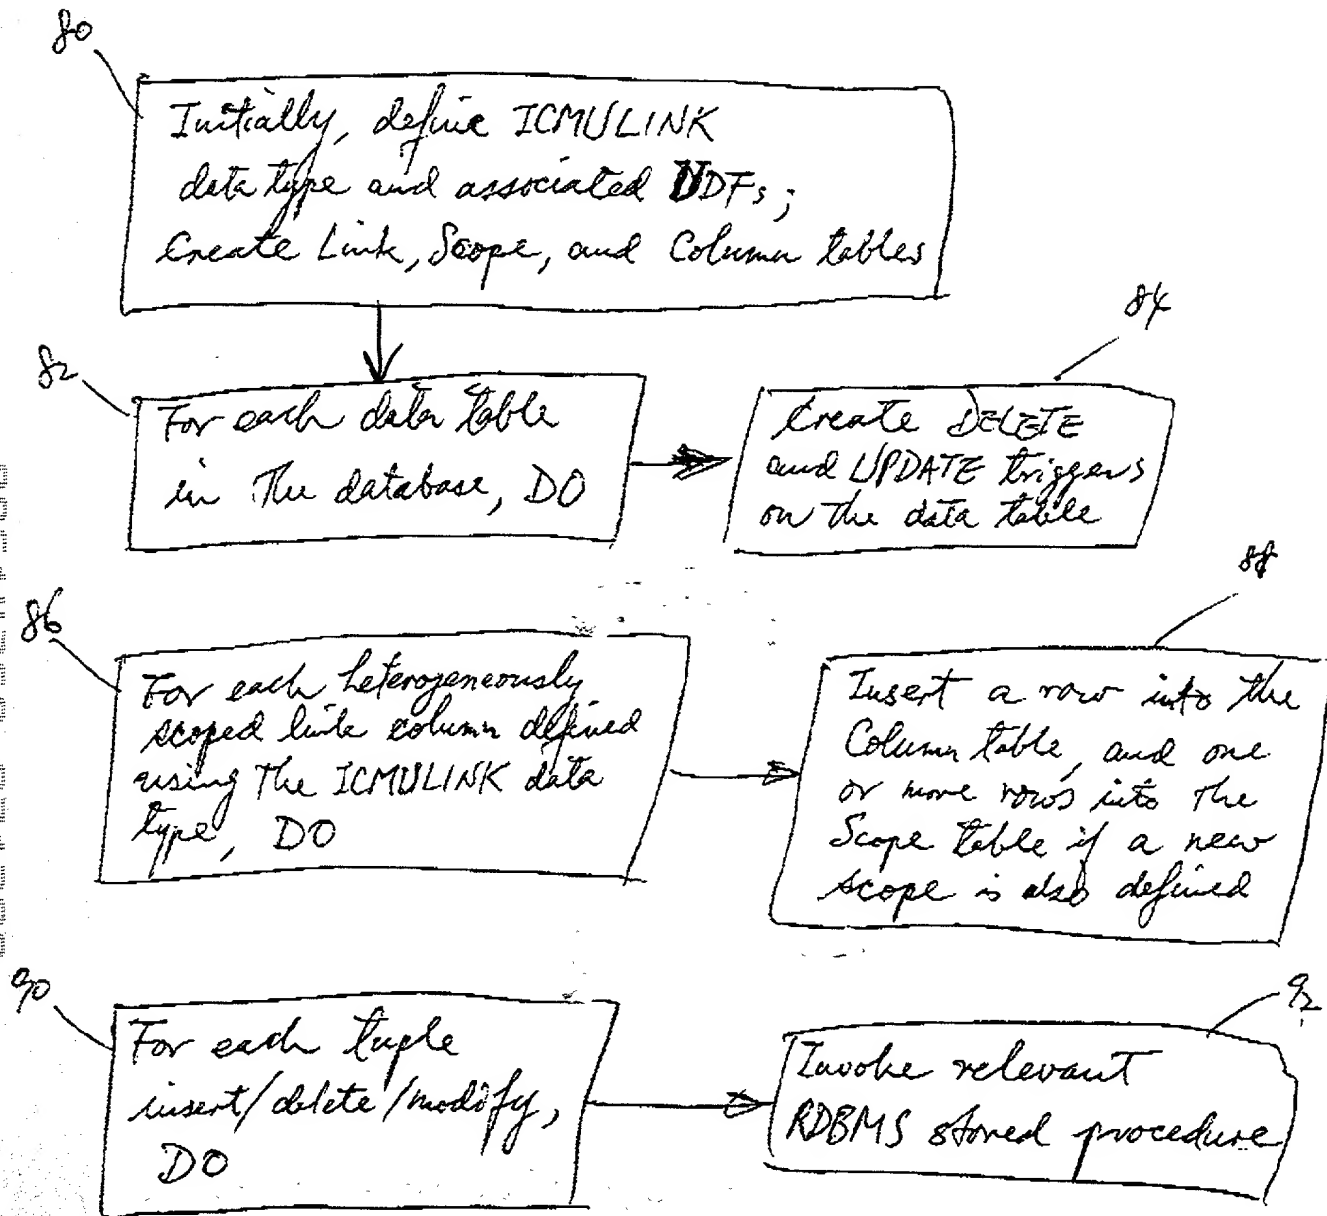 80
Initially, define ICMULINK
data type and associated UDFs;
Create Link, Scope, and Column tables
82
For each data table
in the database, DO
84
Create DELETE
and UPDATE triggers
on the data table
86
For each heterogeneously
scoped link column defined
using the ICMULINK data
type, DO
88
Insert a row into the
Column table, and one
or more rows into the
Scope table if a new
scope is also defined
90
For each tuple
insert/delete/modify,
DO
92
Invoke relevant
RDBMS stored procedure